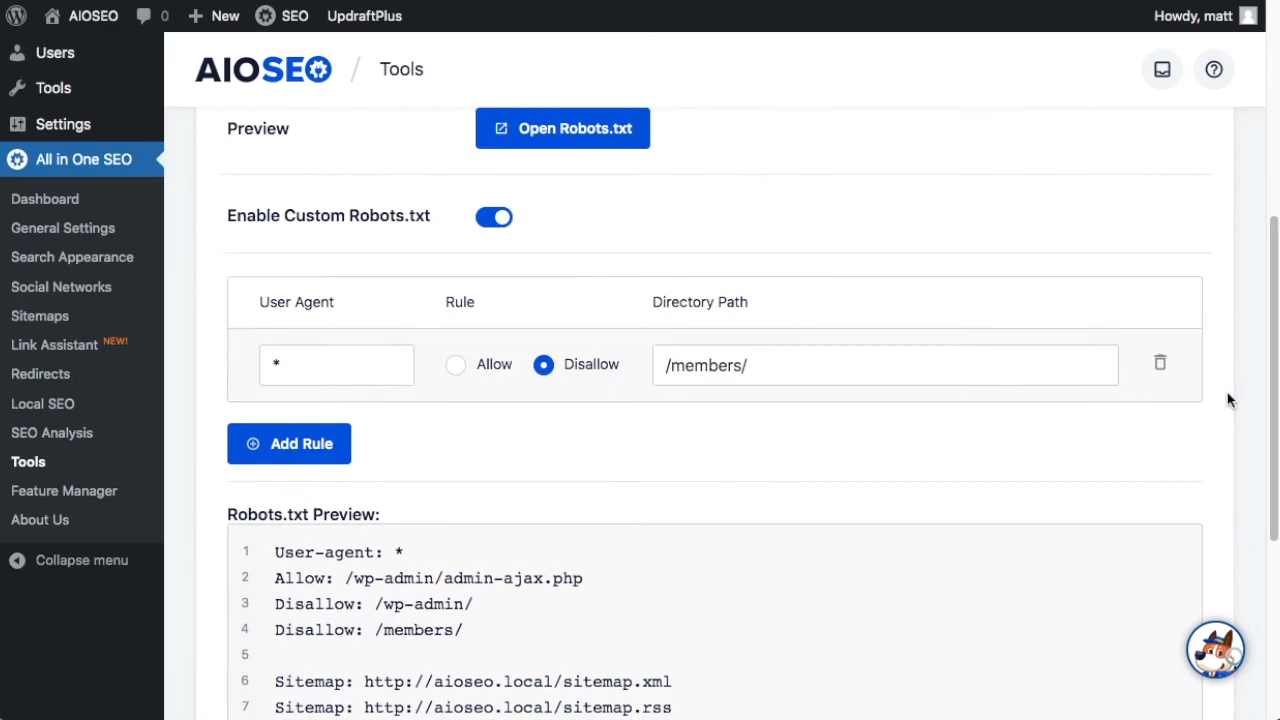 AIOSEO 0 New SEO UpdraftPlus Howdy, matt
Users
Tools
Settings
All in One SEO
Dashboard
General Settings
Search Appearance
Social Networks
Sitemaps
Link Assistant NEW!
Redirects
Local SEO
SEO Analysis
Tools
Feature Manager
About Us
Collapse menu
AIOSEO / Tools
Preview Open Robots.txt
Enable Custom Robots.txt
User Agent Rule Directory Path
* Allow Disallow /members/
Add Rule
Robots.txt Preview:
1 User-agent: *
2 Allow: /wp-admin/admin-ajax.php
3 Disallow: /wp-admin/
4 Disallow: /members/
5
6 Sitemap: http://aioseo.local/sitemap.xml
7 Sitemap: http://aioseo.local/sitemap.rss